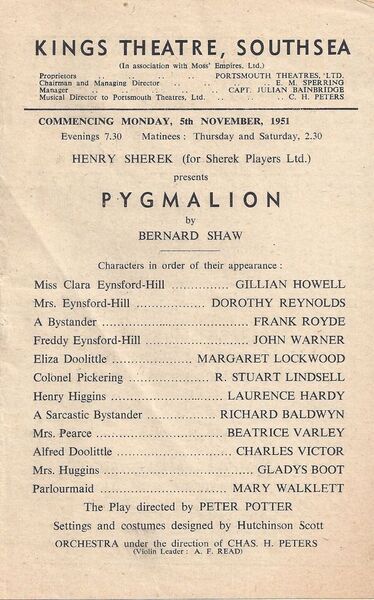 KINGS THEATRE, SOUTHSEA
(In association with Moss' Empires, Ltd.)
Proprietors .. .. .. .. PORTSMOUTH THEATRES, LTD.
Chairman and Managing Director .. .. .. E. M. SPERRING
Manager .. .. .. .. CAPT. JULIAN BAINBRIDGE
Musical Director to Portsmouth Theatres, Ltd. .. .. C. H. PETERS
COMMENCING MONDAY, 5th NOVEMBER, 1951
Evenings 7.30 Matinees : Thursday and Saturday, 2.30
HENRY SHEREK (for Sherek Players Ltd.)
presents
PYGMALION
by
BERNARD SHAW
Characters in order of their appearance :
Miss Clara Eynsford-Hill ................ GILLIAN HOWELL
Mrs. Eynsford-Hill ................ DOROTHY REYNOLDS
A Bystander ................ FRANK ROYDE
Freddy Eynsford-Hill ................ JOHN WARNER
Eliza Doolittle ................ MARGARET LOCKWOOD
Colonel Pickering ................ R. STUART LINDSELL
Henry Higgins ................ LAURENCE HARDY
A Sarcastic Bystander ................ RICHARD BALDWYN
Mrs. Pearce ................ BEATRICE VARLEY
Alfred Doolittle ................ CHARLES VICTOR
Mrs. Huggins ................ GLADYS BOOT
Parlourmaid ................ MARY WALKLETT
The Play directed by PETER POTTER
Settings and costumes designed by Hutchinson Scott
ORCHESTRA under the direction of CHAS. H. PETERS
(Violin Leader : A. F. READ)